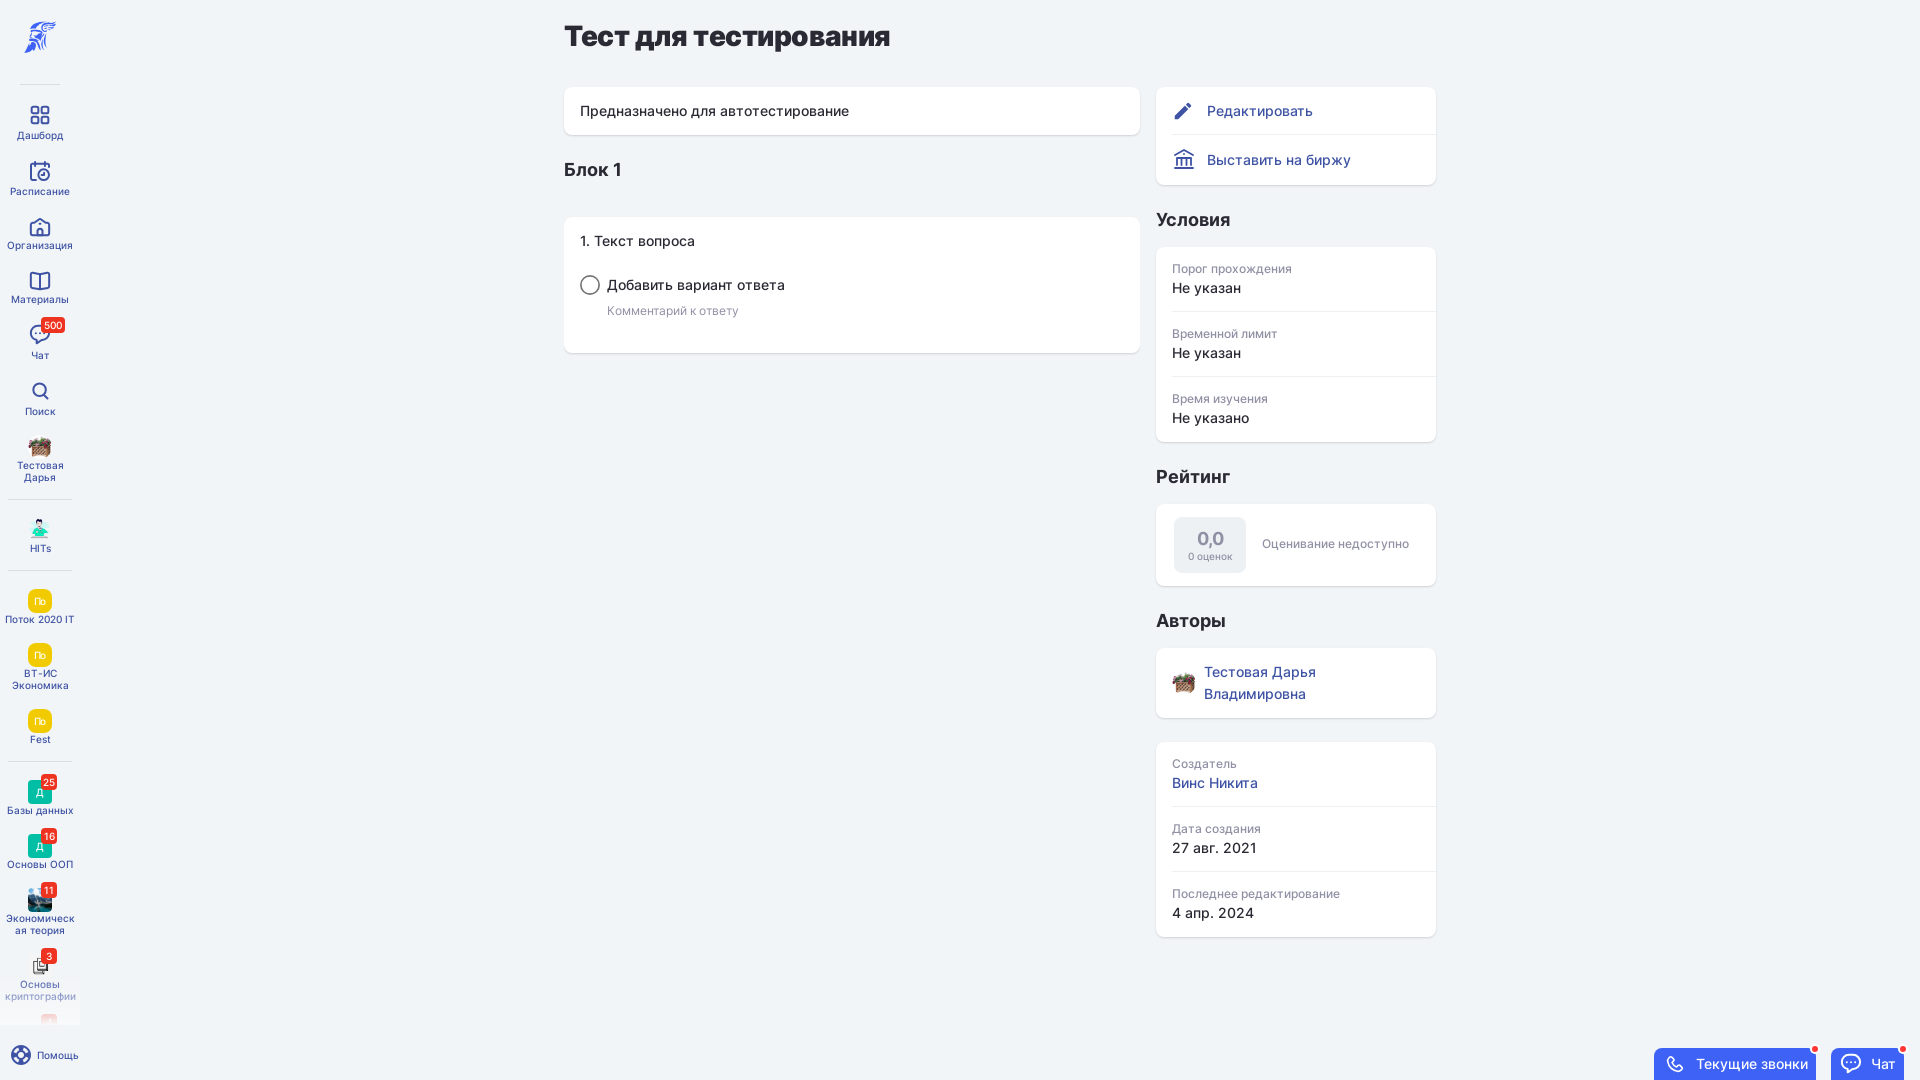 Дашборд
Расписание
Организация
Материалы
500
Чат
Поиск
Тестовая
Дарья
HITs
По
Поток 2020 IT
По
ВТ-ИС
Экономика
По
Fest
25
Д
Базы данных
16
Д
Основы ООП
11
Экономическ
ая теория
3
Основы
криптографии
Помощь
Тест для тестирования
Предназначено для автотестирование
Блок 1
1. Текст вопроса
Добавить вариант ответа
Комментарий к ответу
Редактировать
Выставить на биржу
Условия
Порог прохождения
Не указан
Временной лимит
Не указан
Время изучения
Не указано
Рейтинг
0,0
0 оценок
Оценивание недоступно
Авторы
Тестовая Дарья
Владимировна
Создатель
Винс Никита
Дата создания
27 авг. 2021
Последнее редактирование
4 апр. 2024
Текущие звонки
Чат